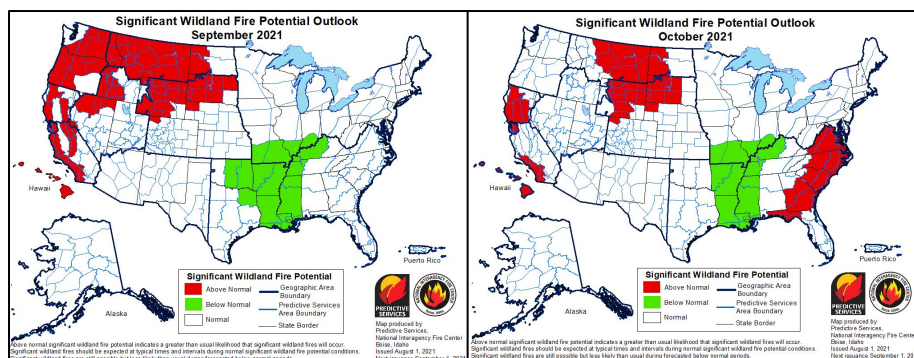 Significant Wildland Fire Potential Outlook
September 2021
Hawaii
Alaska
Puerto Rico
Significant Wildland Fire Potential
Above Normal
Below Normal
Normal
Geographic Area
Boundary
Predictive Services
Area Boundary
State Border
PREDICTIVE
SERVICES
Map produced by
Predictive Services,
National Interagency Fire Center
Boise, Idaho
Issued August 1, 2021
Above normal significant wildland fire potential indicates a greater than usual likelihood that significant wildland fires will occur.
Significant wildland fires should be expected at typical times and intervals during normal significant wildland fire potential conditions.
Significant Wildland Fire Potential Outlook
October 2021
Hawaii
Alaska
Puerto Rico
Significant Wildland Fire Potential
Above Normal
Below Normal
Normal
Geographic Area
Boundary
Predictive Services
Area Boundary
State Border
PREDICTIVE
SERVICES
Map produced by
Predictive Services,
National Interagency Fire Center
Boise, Idaho
Issued August 1, 2021
Next issuance September 1,
Above normal significant wildland fire potential indicates a greater than usual likelihood that significant wildland fires will occur.
Significant wildland fires should be expected at typical times and intervals during normal significant wildland fire potential conditions.
Significant wildland fires are still possible but less likely than usual during forecasted below normal periods.